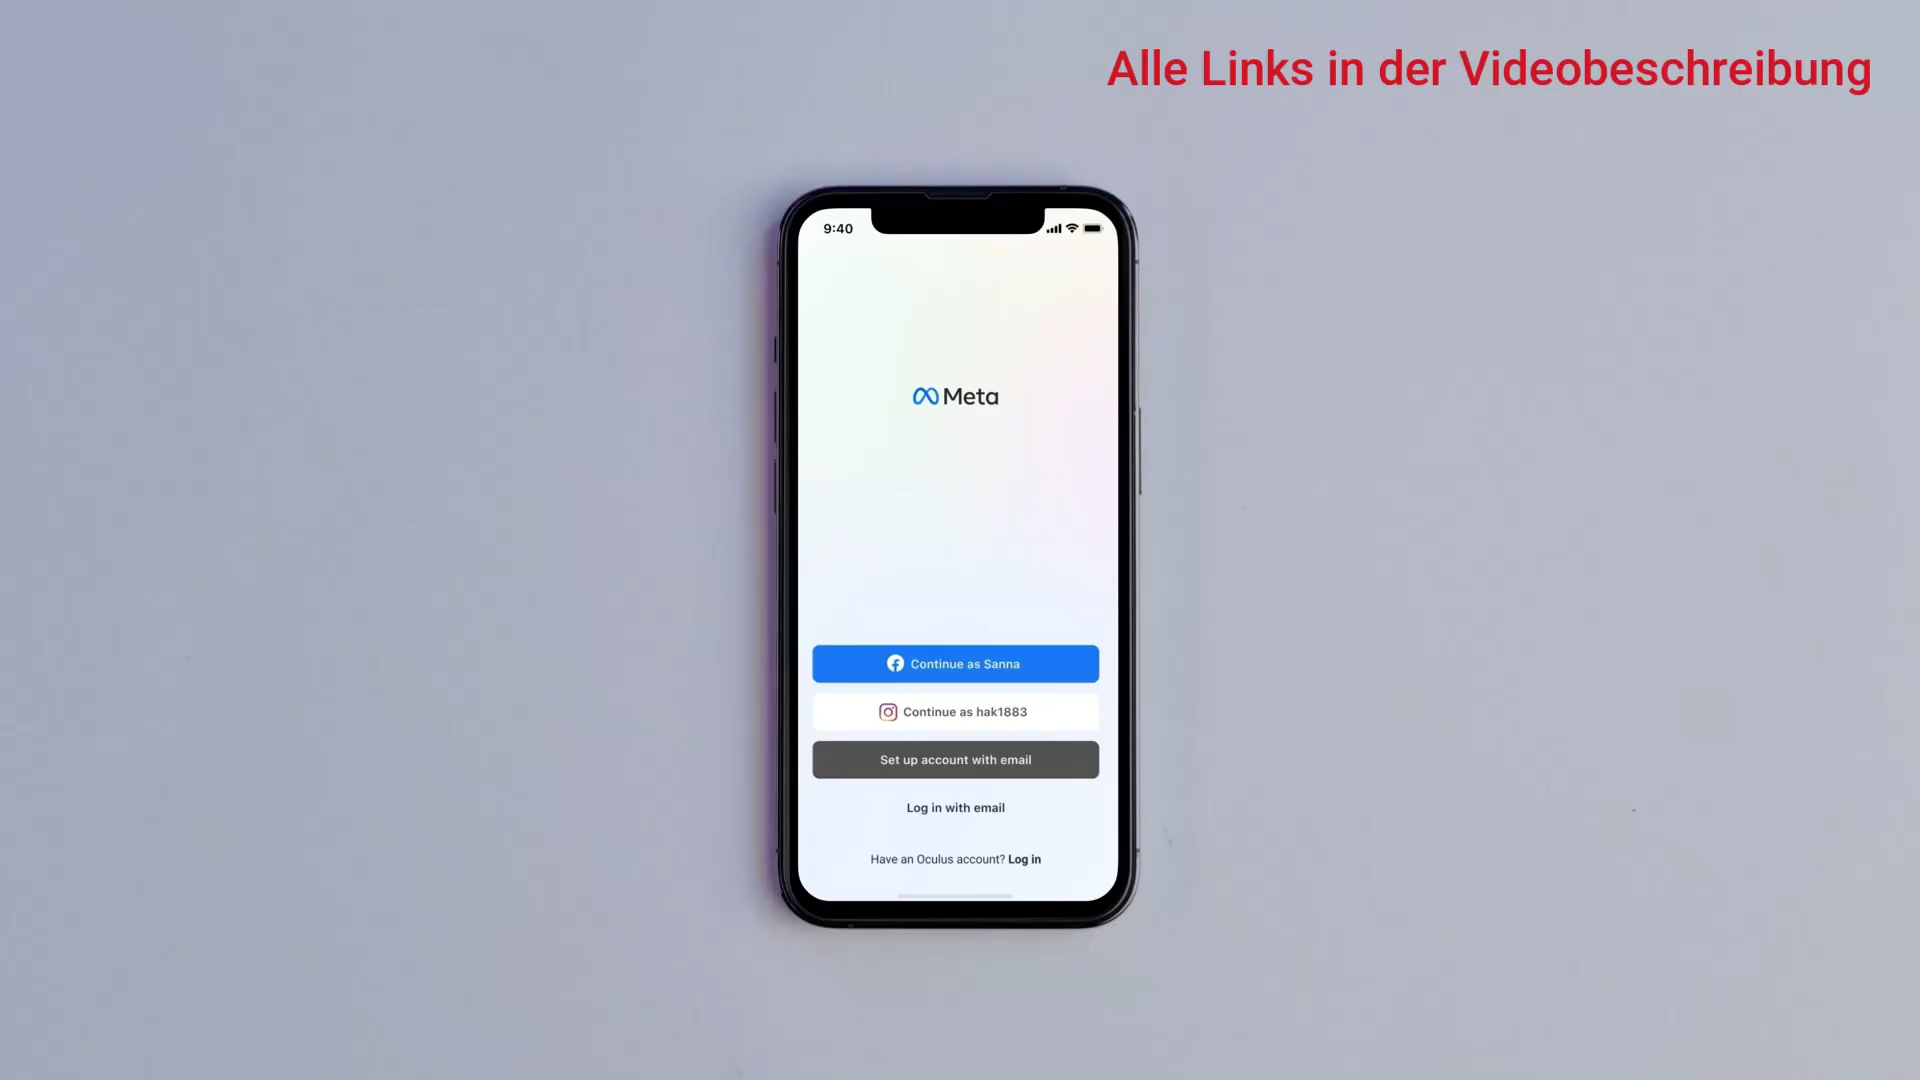 Alle Links in der Videobeschreibung
9:40
Meta
Continue as Sanna
Continue as hak1883
Set up account with email
Log in with email
Have an Oculus account? Log in